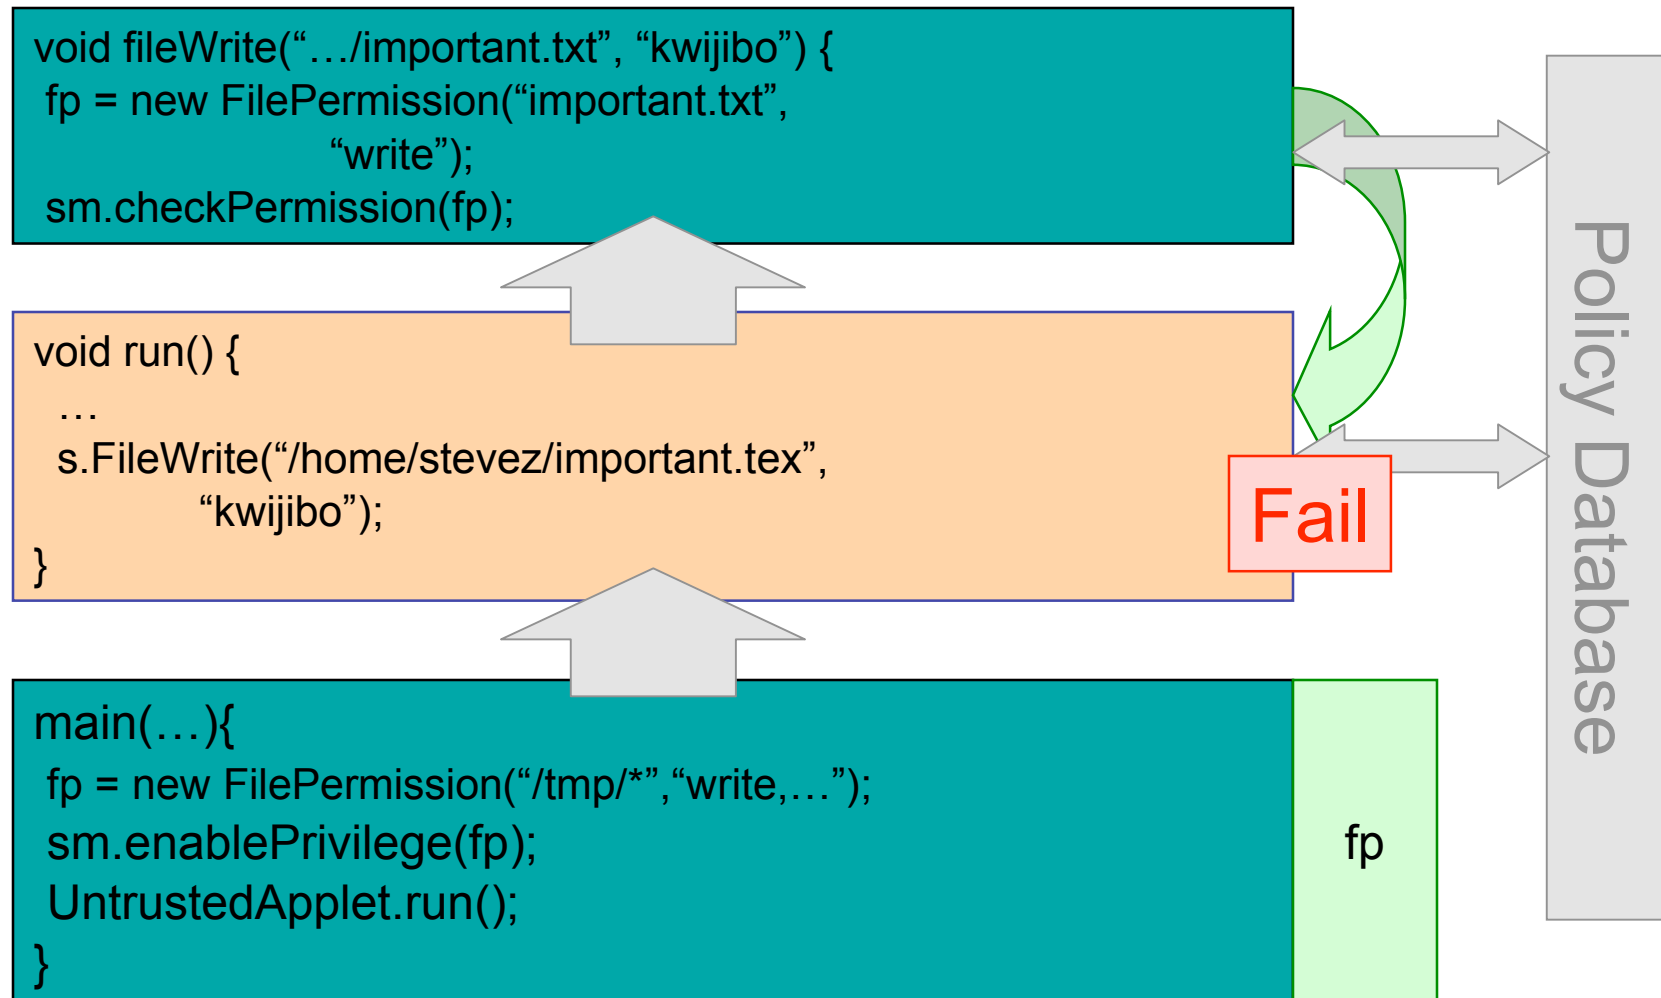 void fileWrite(“…/important.txt”, “kwijibo”) {
fp = new FilePermission(“important.txt”,
“write”);
sm.checkPermission(fp);
void run() {
…
s.FileWrite(“/home/stevez/important.tex”,
“kwijibo”);
}
Fail
main(…){
fp = new FilePermission(“/tmp/*”,“write,…”);
sm.enablePrivilege(fp);
UntrustedApplet.run();
}
fp
Policy Database